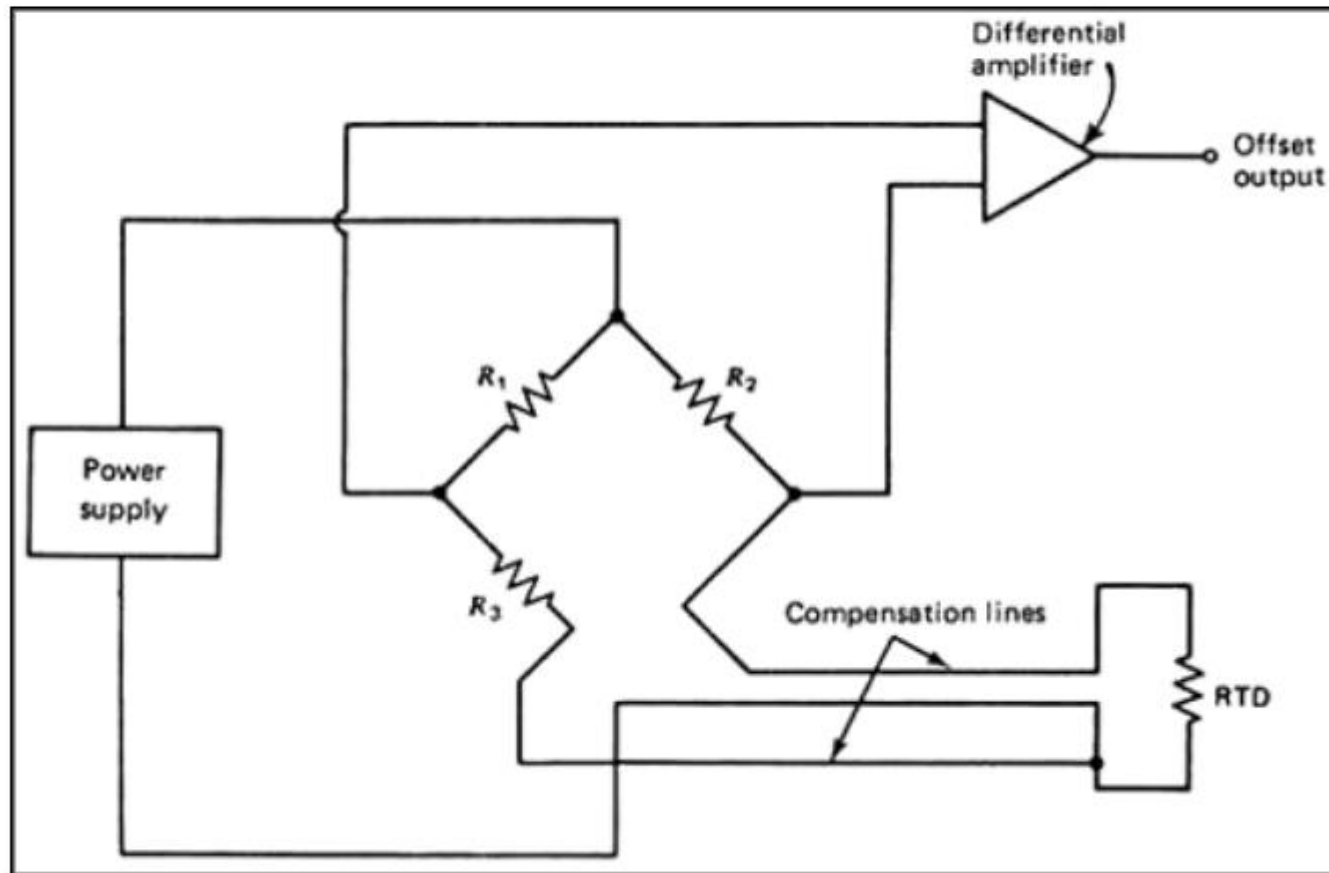 Differential
amplifier
Offset
output
R1
R2
Power
supply
R3
Compensation lines
RTD